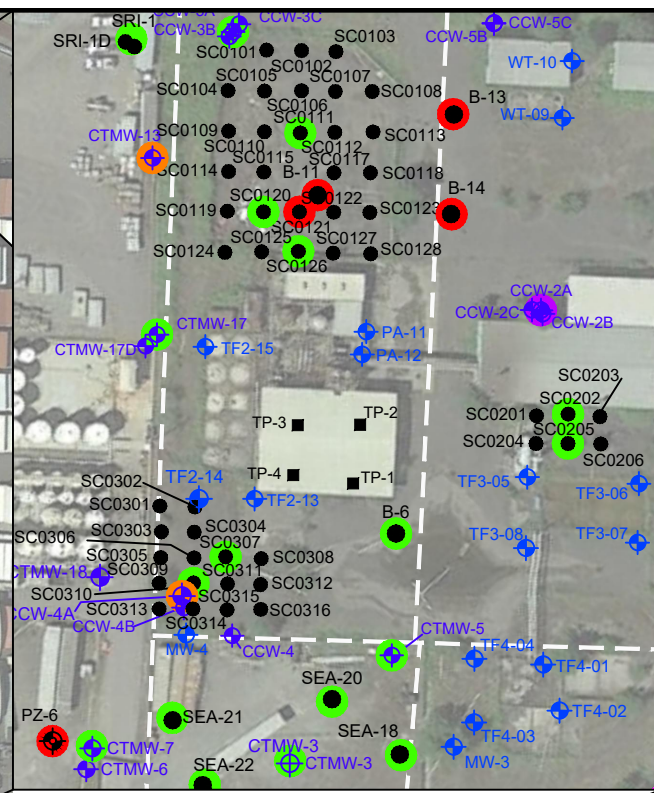 CCW-3A
CCW-3C
SRI-1
CCW-5C
CCW-3B
CCW-5B
SRI-1D
SC0103
SC0101
SC0102
WT-10
SC0105
SC0107
SC0104
SC0108
B-13
SC0106
SC0111
WT-09
CTMW-13
SC0109
SC0113
SC0110
SC0112
SC0115
SC0117
SC0114
B-11
SC0118
B-14
SC0120
SC0122
SC0119
SC0123
SC0121
SC0125
SC0127
SC0124
SC0128
SC0126
CCW-2A
CCW-2C
CCW-2B
CTMW-17
PA-11
CTMW-17D
TF2-15
PA-12
SC0203
SC0202
TP-3
TP-2
SC0201
SC0205
SC0204
SC0206
TP-4
TP-1
SC0302
TF2-14
TF3-05
TF3-06
SC0301
TF2-13
B-6
SC0303
SC0304
SC0306
SC0307
TF3-08
TF3-07
SC0305
SC0308
CTMW-18
SC0309
SC0311
SC0312
SC0310
SC0315
CCW-4A
SC0313
SC0316
CCW-4B
SC0314
CTMW-5
MW-4
CCW-4
TF4-04
TF4-01
SEA-20
PZ-6
SEA-21
TF4-02
SEA-18
TF4-03
CTMW-7
CTMW-3
MW-3
CTMW-6
SEA-22
CTMW-3